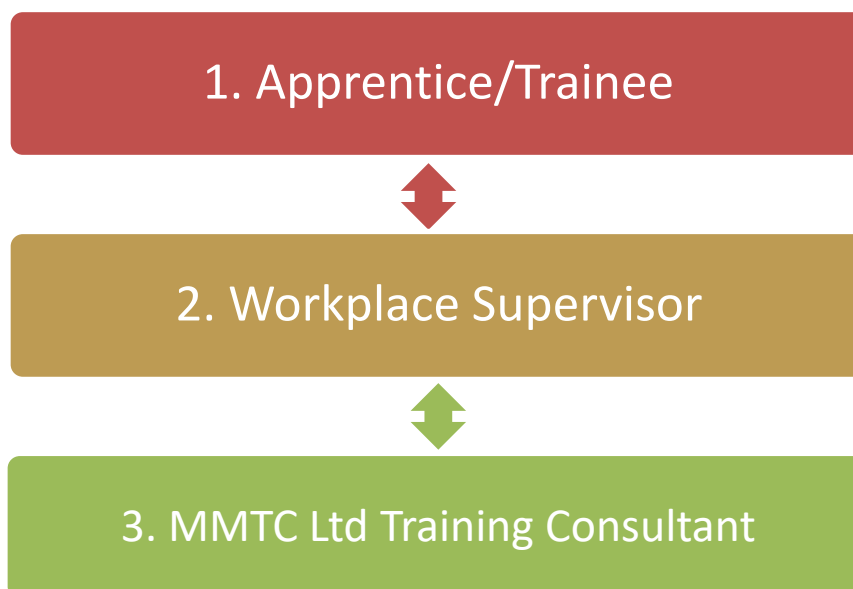 1. Apprentice/Trainee
2. Workplace Supervisor
3. MMTC Ltd Training Consultant